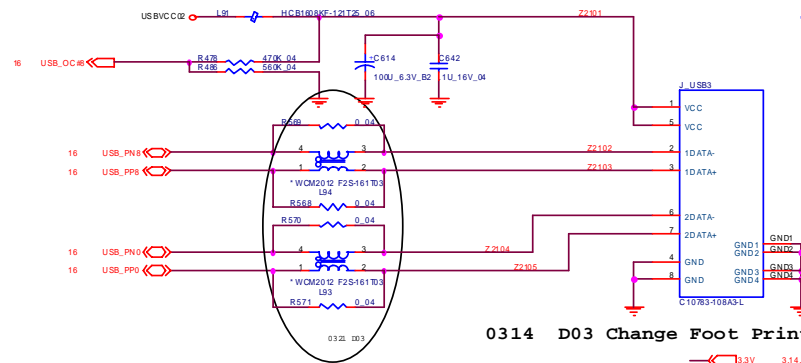 USBVCC02 L91 HCB1608KF-121T25_06 Z2101
16 USB_OC#8 R478 470K_04
R486 560K_04
+C614 C642
100U_6.3V_B2 1U_16V_04
J_USB3
1 VCC
5 VCC
R569 0_04
16 USB_PN8 4 3 Z2102 2 1DATA-
16 USB_PP8 1 2 Z2103 3 1DATA+
*WCM2012 F2S-161T03
L94
R568 0_04
R570 0_04
6 2DATA-
7 2DATA+
16 USB_PN0 4 3 Z2104
16 USB_PP0 1 2 Z2105
GND1 GND1
GND2 GND2
4 GND
GND3 GND3
8 GND GND4 GND4
*WCM2012 F2S-161T03
L93
R571 0_04
C10783-108A3-L
0321 D03
0314 D03 Change Foot Prin
3.3V 3,14,